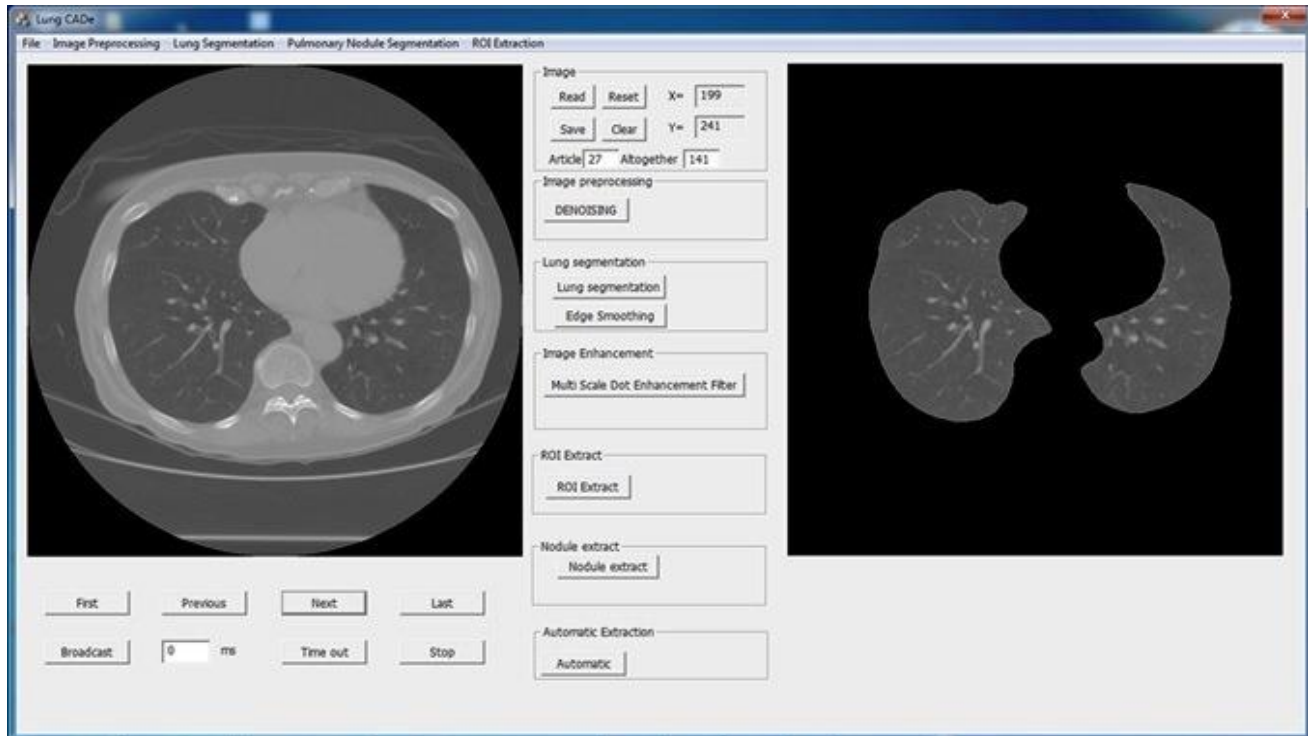 Lung CADe
File Image Preprocessing Lung Segmentation Pulmonary Nodule Segmentation ROI Extraction
Image
Read Reset X= 199
Save Clear Y= 241
Article 27 Altogether 141
Image preprocessing
DENOISING
Lung segmentation
Lung segmentation
Edge Smoothing
Image Enhancement
Multi Scale Dot Enhancement Filter
ROI Extract
ROI Extract
Nodule extract
Nodule extract
Automatic Extraction
Automatic
First Previous Next Last
Broadcast 0 ms Time out Stop